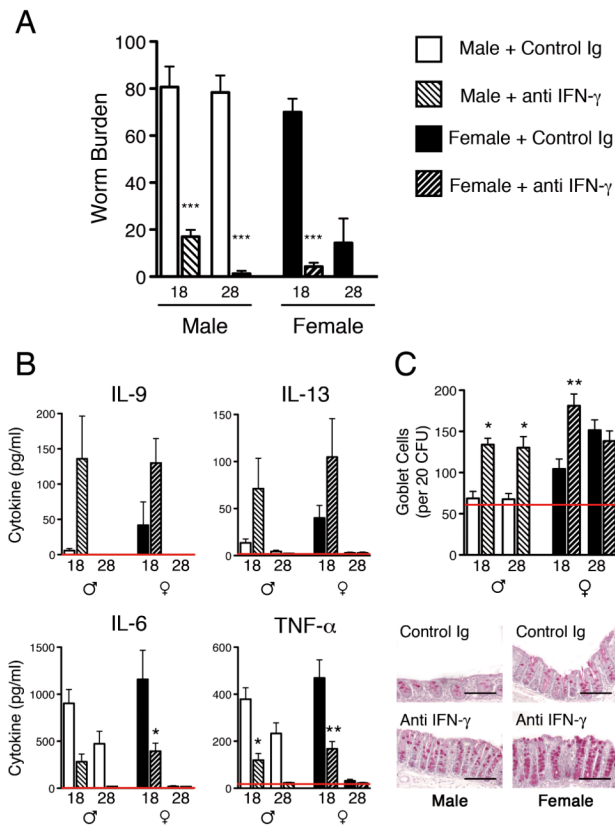 A
Worm Burden
100
80
60
40
20
0
***
***
***
18 28 18 28
Male Female
Male + Control Ig
Male + anti IFN-γ
Female + Control Ig
Female + anti IFN-γ
B
IL-9
Cytokine (pg/ml)
200
150
100
50
0
18 28 18 28
♂ ♀
IL-13
150
100
50
0
18 28 18 28
♂ ♀
IL-6
Cytokine (pg/ml)
1500
1000
500
0
*
18 28 18 28
♂ ♀
TNF-α
600
400
200
0
* **
18 28 18 28
♂ ♀
C
Goblet Cells
(per 20 CFU)
200
150
100
50
0
* * **
18 28 18 28
♂ ♀
Control Ig Control Ig
Anti IFN-γ Anti IFN-γ
Male Female